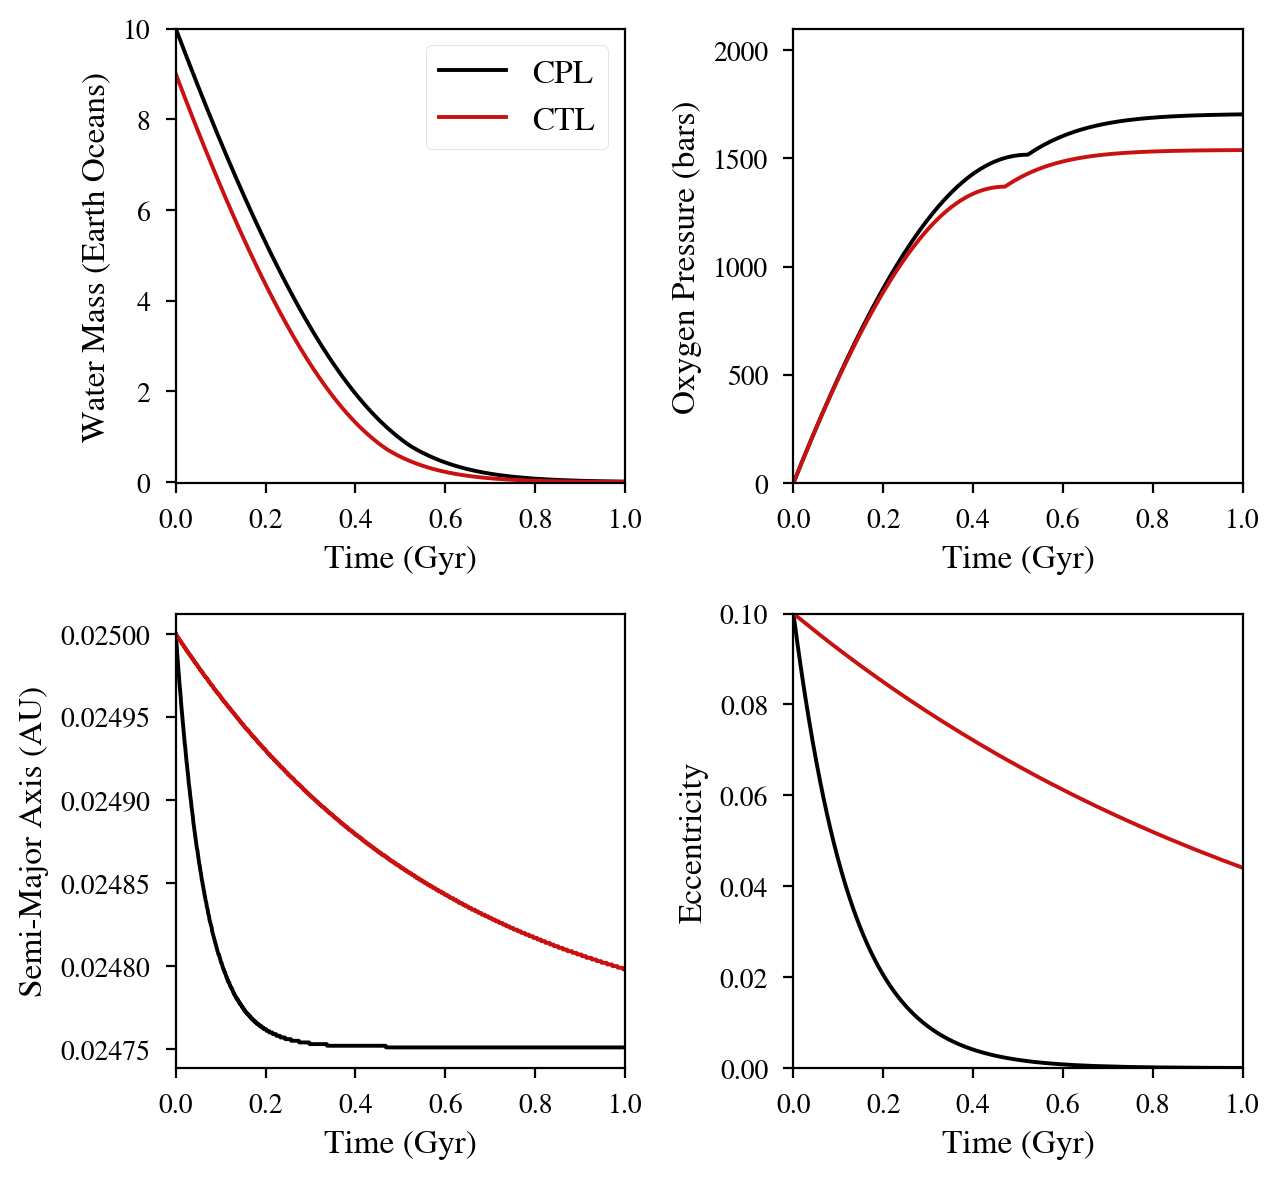 Water Mass (Earth Oceans)
10
8
6
4
2
0
CPL
CTL
0.0 0.2 0.4 0.6 0.8 1.0
Time (Gyr)
Oxygen Pressure (bars)
2000
1500
1000
500
0
0.0 0.2 0.4 0.6 0.8 1.0
Time (Gyr)
Semi-Major Axis (AU)
0.02500
0.02495
0.02490
0.02485
0.02480
0.02475
0.0 0.2 0.4 0.6 0.8 1.0
Time (Gyr)
Eccentricity
0.10
0.08
0.06
0.04
0.02
0.00
0.0 0.2 0.4 0.6 0.8 1.0
Time (Gyr)